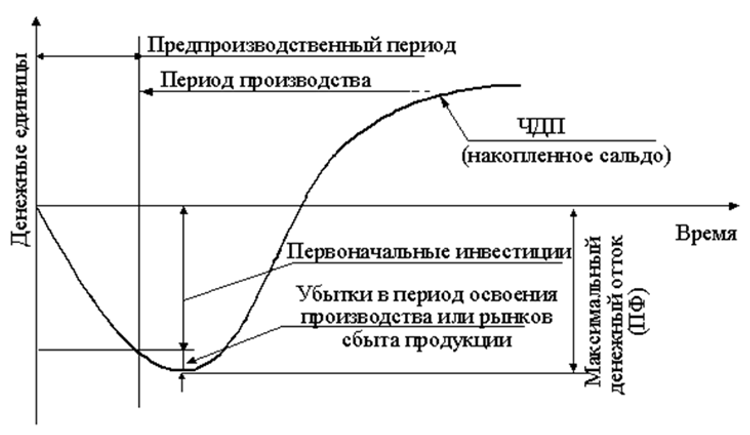 Предпроизводственный период
Период производства
Денежные единицы
ЧДП
(накопленное сальдо)
Время
Первоначальные инвестиции
Убытки в период освоения
производства или рынков
сбыта продукции
Максимальный
денежный отток
(ПФ)